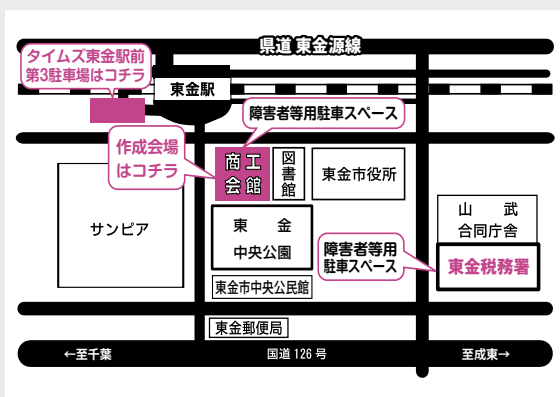 県道 東金源線
タイムズ東金駅前
第3駐車場はコチラ
東金駅
障害者等用駐車スペース
作成会場
はコチラ
商工
会館
図書館
東金市役所
サンピア
東　金
中央公園
山　武
合同庁舎
障害者等用
駐車スペース
東金税務署
東金市中央公民館
東金郵便局
←至千葉
国道 126 号
至成東→